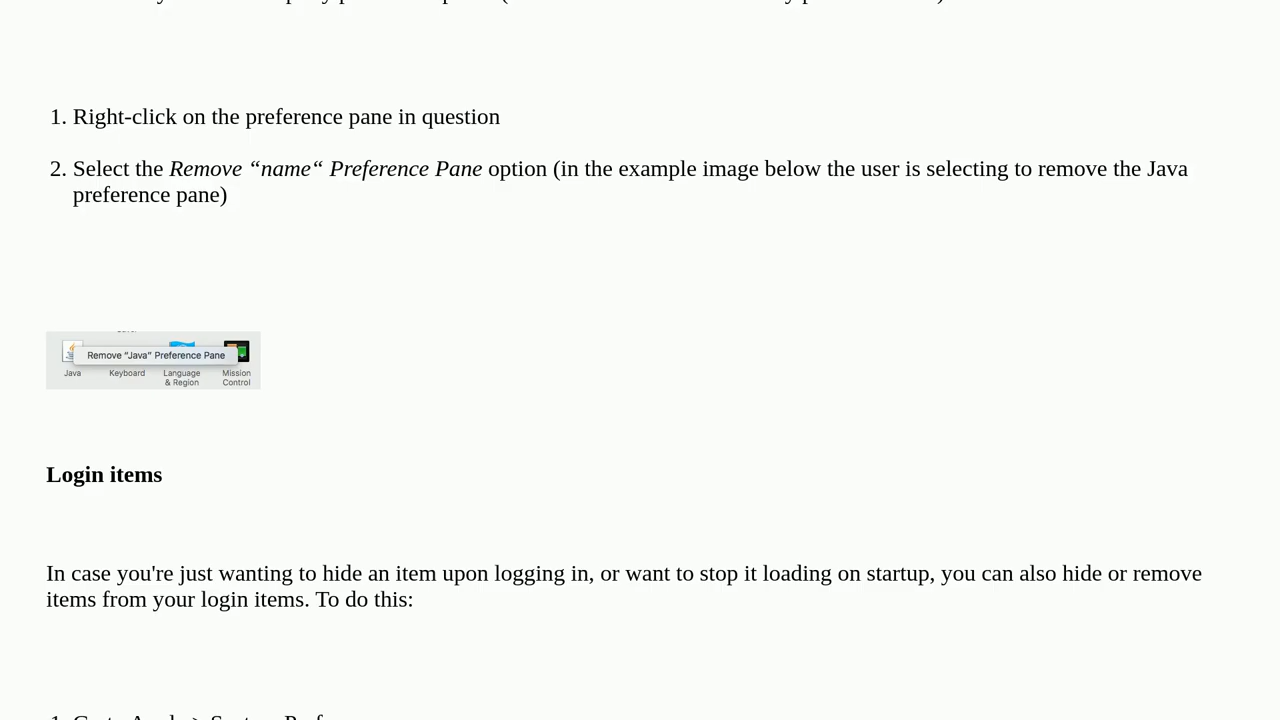 1. Right-click on the preference pane in question
2. Select the Remove “name“ Preference Pane option (in the example image below the user is selecting to remove the Java
preference pane)
Remove “Java” Preference Pane
Java
Keyboard
Language
& Region
Mission
Control
Login items
In case you're just wanting to hide an item upon logging in, or want to stop it loading on startup, you can also hide or remove
items from your login items. To do this: